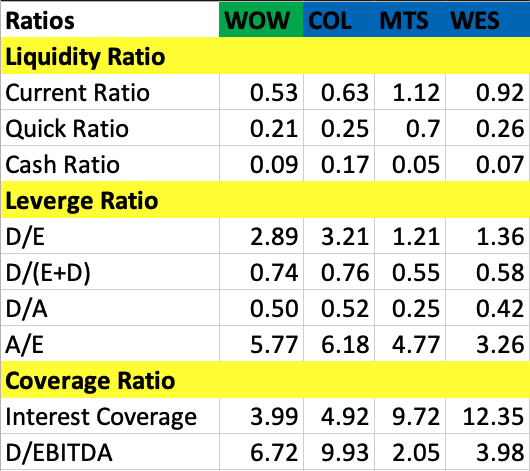 Ratios WOW COL MTS WES
Liquidity Ratio
Current Ratio 0.53 0.63 1.12 0.92
Quick Ratio 0.21 0.25 0.7 0.26
Cash Ratio 0.09 0.17 0.05 0.07
Leverge Ratio
D/E 2.89 3.21 1.21 1.36
D/(E+D) 0.74 0.76 0.55 0.58
D/A 0.50 0.52 0.25 0.42
A/E 5.77 6.18 4.77 3.26
Coverage Ratio
Interest Coverage 3.99 4.92 9.72 12.35
D/EBITDA 6.72 9.93 2.05 3.98